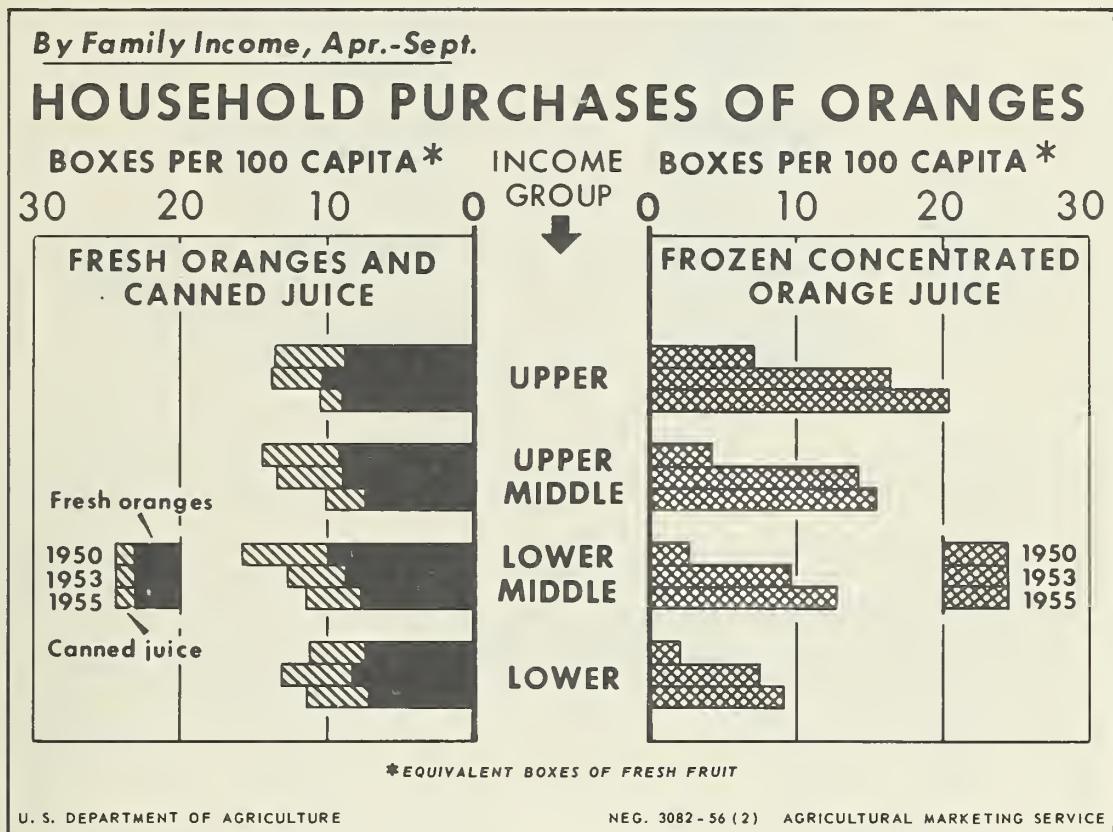 By Family Income, Apr.-Sept.
HOUSEHOLD PURCHASES OF ORANGES
BOXES PER 100 CAPITA*
30 20 10 0
INCOME
GROUP
BOXES PER 100 CAPITA*
0 10 20 30
FRESH ORANGES AND
CANNED JUICE
FROZEN CONCENTRATED
ORANGE JUICE
UPPER
UPPER
MIDDLE
LOWER
MIDDLE
LOWER
Fresh oranges
1950
1953
1955
Canned juice
1950
1953
1955
*EQUIVALENT BOXES OF FRESH FRUIT
U. S. DEPARTMENT OF AGRICULTURE
NEG. 3082-56 (2) AGRICULTURAL MARKETING SERVICE